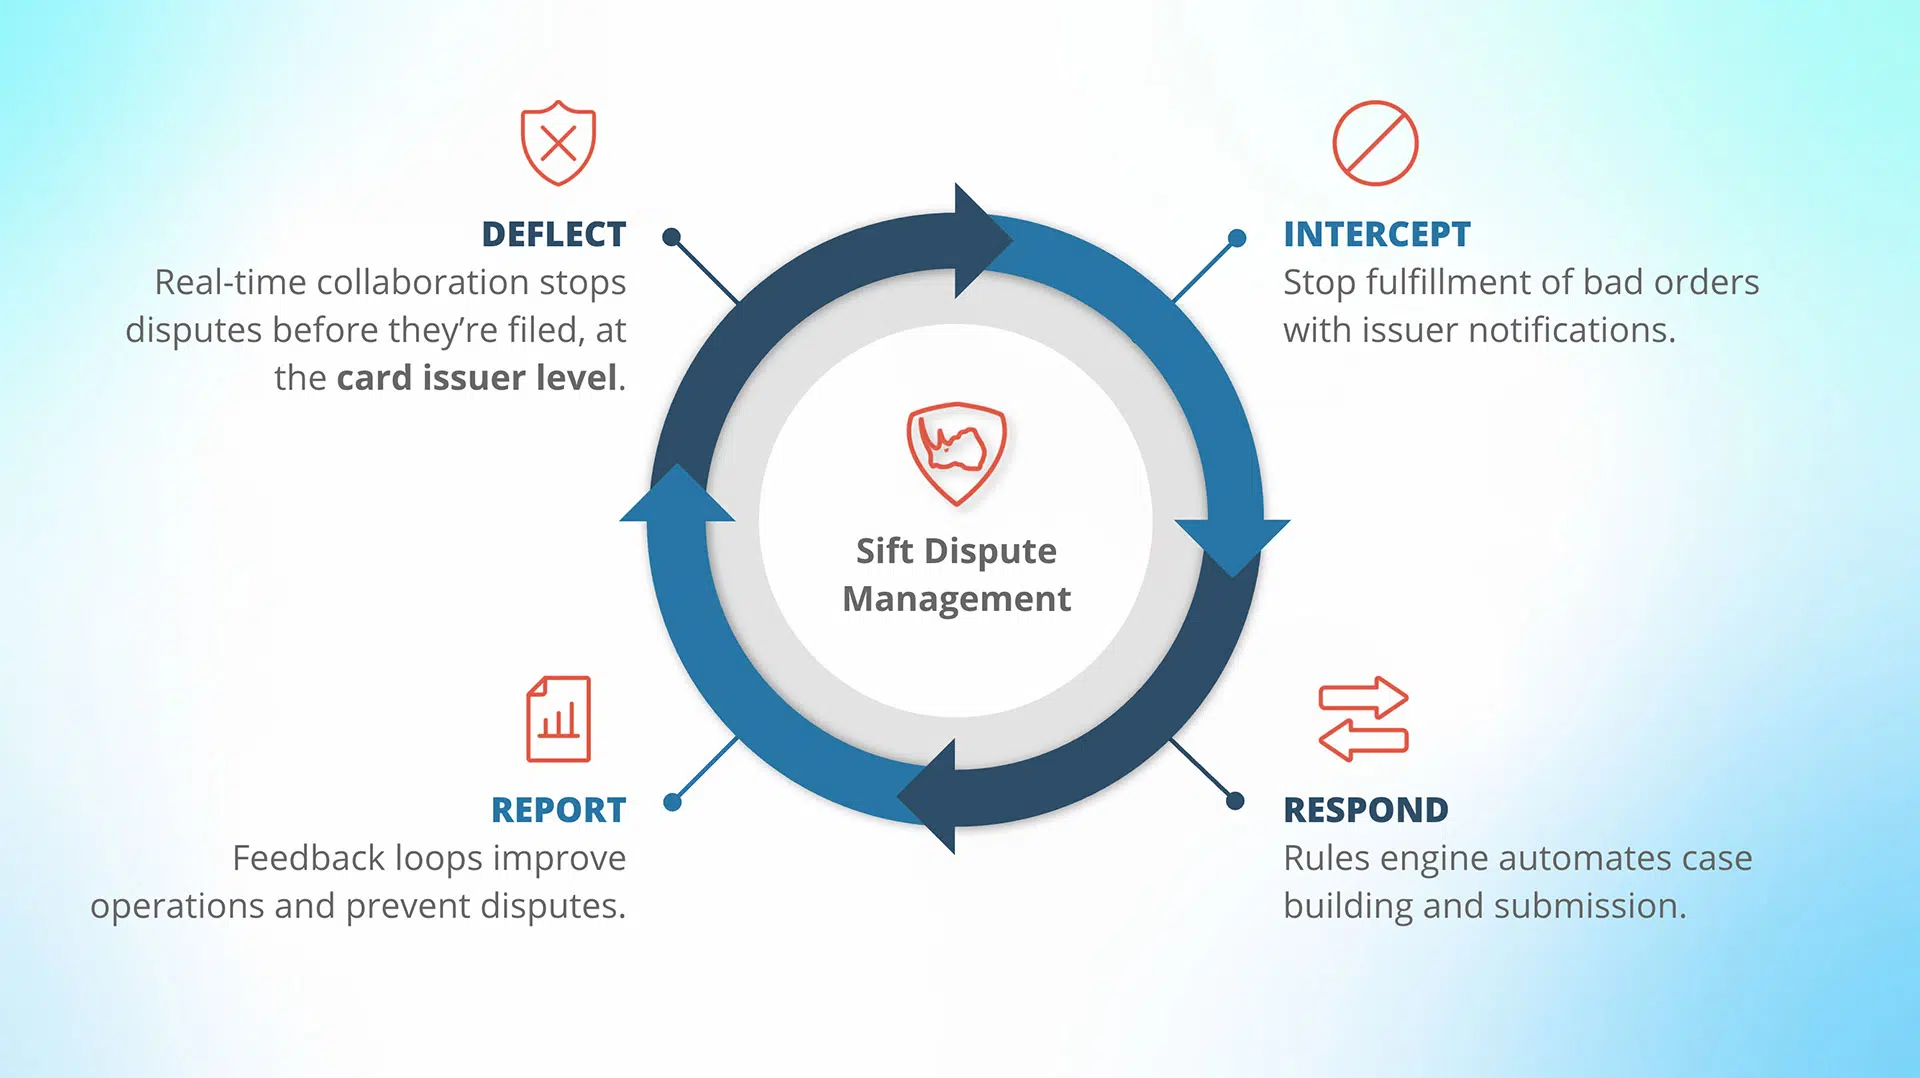 DEFLECT
Real-time collaboration stops
disputes before they’re filed, at
the card issuer level.
INTERCEPT
Stop fulfillment of bad orders
with issuer notifications.
Sift Dispute
Management
REPORT
Feedback loops improve
operations and prevent disputes.
RESPOND
Rules engine automates case
building and submission.